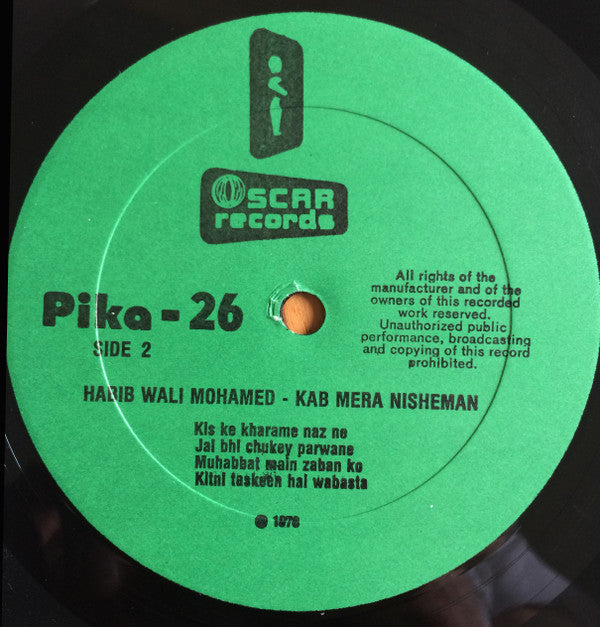 OSCAR
records
Pika - 26
SIDE 2
All rights of the
manufacturer and of the
owners of this recorded
work reserved.
Unauthorized public
performance, broadcasting
and copying of this record
prohibited.
HABIB WALI MOHAMED - KAB MERA NISHEMAN
Kis ke kharame naz ne
Jal bhi chukey parwane
Muhabbat main zaban ko
Kitni taskeen hai wabasta
1978